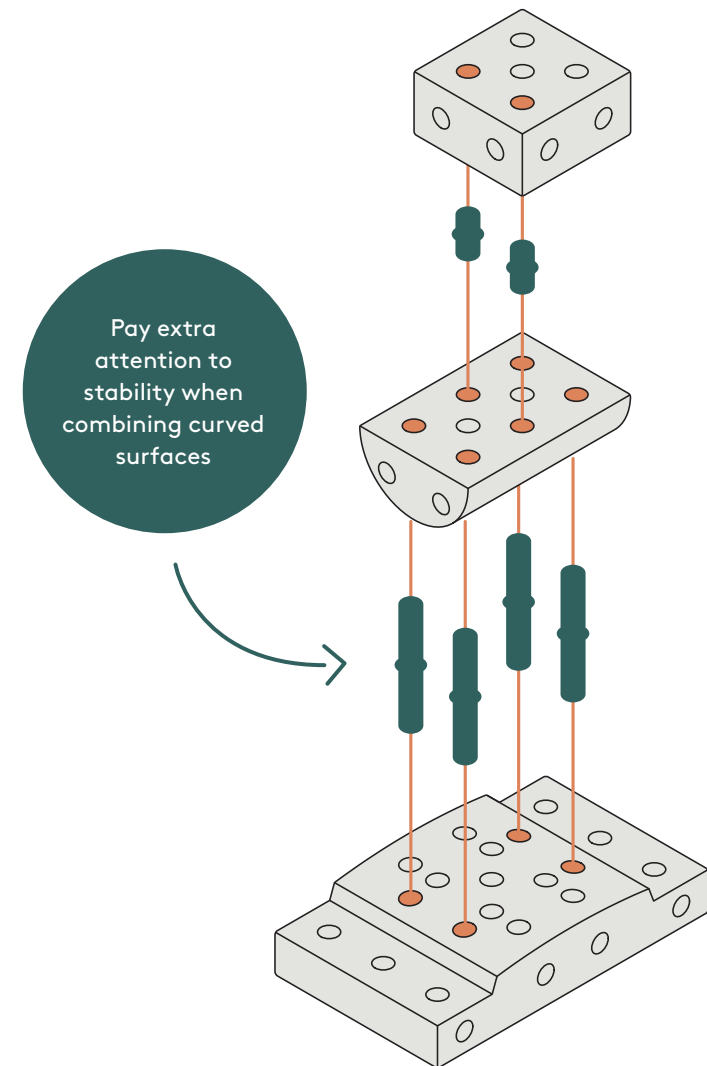 Pay extra
attention to
stability when
combining curved
surfaces